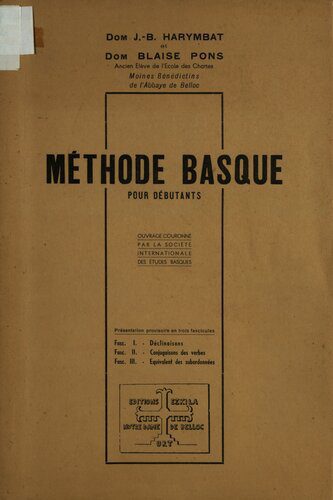 DOM J.-B. HARYMBAT
et
DOM BLAISE PONS
Ancien Elève de l'Ecole des Chartes
Moines Bénédictins
de l'Abbaye de Belloc
MÉTHODE BASQUE
POUR DÉBUTANTS
OUVRAGE COURONNÉ
PAR LA SOCIÉTÉ
INTERNATIONALE
DES ÉTUDES BASQUES
Présentation provisoire en trois fascicules
Fasc. I. - Déclinaisons
Fasc. II. - Conjugaisons des verbes
Fasc. III. - Equivalent des subordonnées
EDITIONS EZKILA
NOTRE DAME DE BELLOC
URT